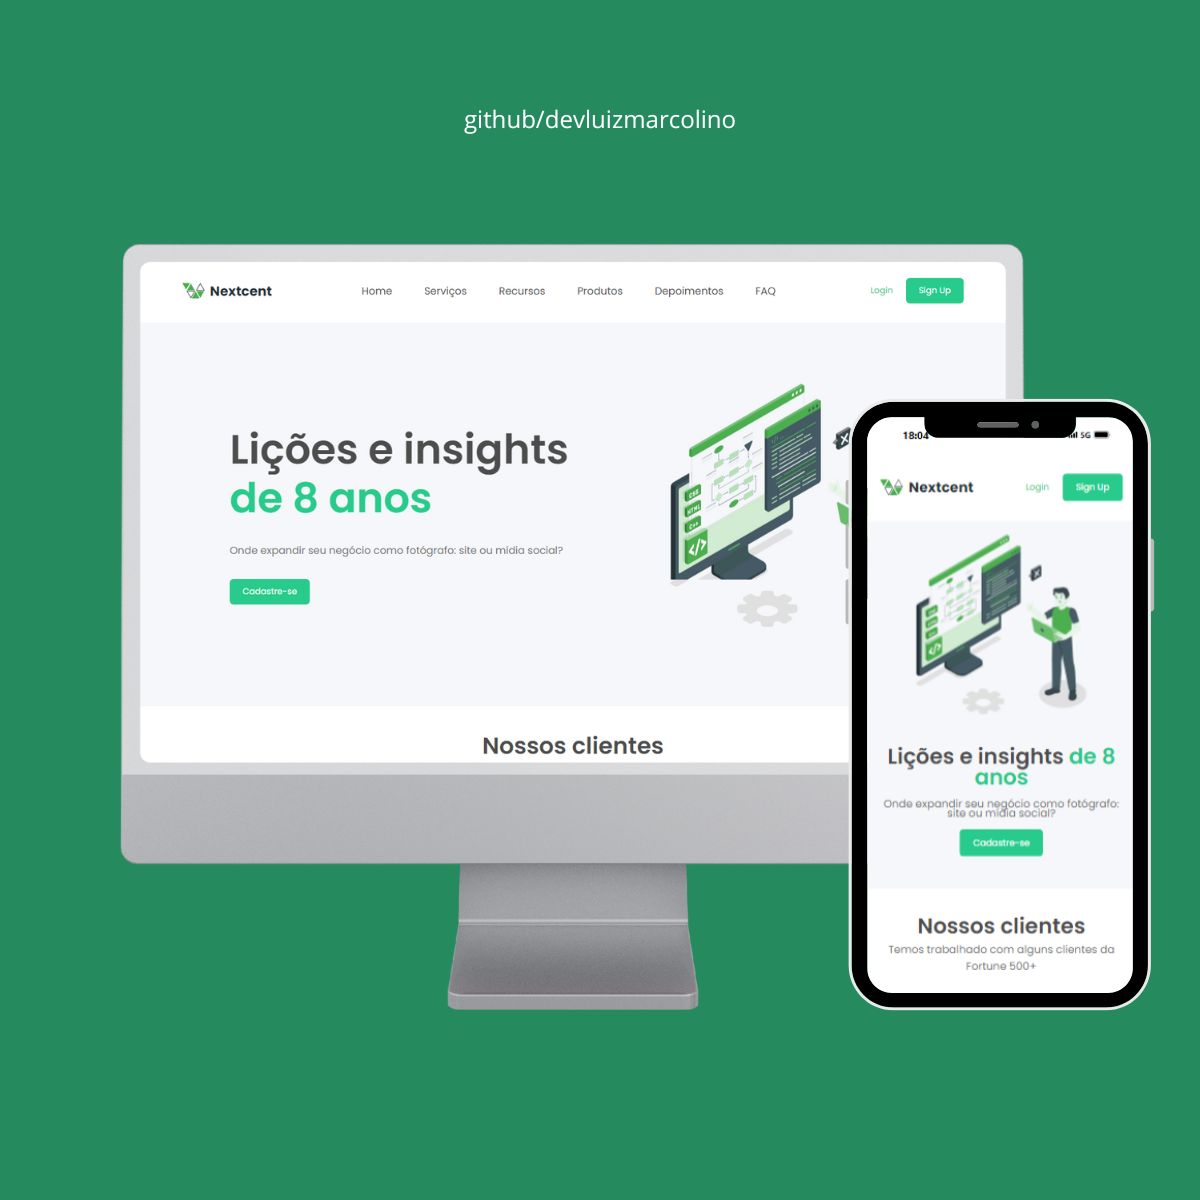 github/devluizmarcolino
Nextcent
Home Serviços Recursos Produtos Depoimentos FAQ
Login Sign Up
Lições e insights
de 8 anos
Onde expandir seu negócio como fotógrafo: site ou mídia social?
Cadastre-se
CSS
HTML
C++
</>
Nossos clientes
18:04 5G
Nextcent Login Sign Up
</>
Lições e insights de 8
anos
Onde expandir seu negócio como fotógrafo:
site ou mídia social?
Cadastre-se
Nossos clientes
Temos trabalhado com alguns clientes da
Fortune 500+